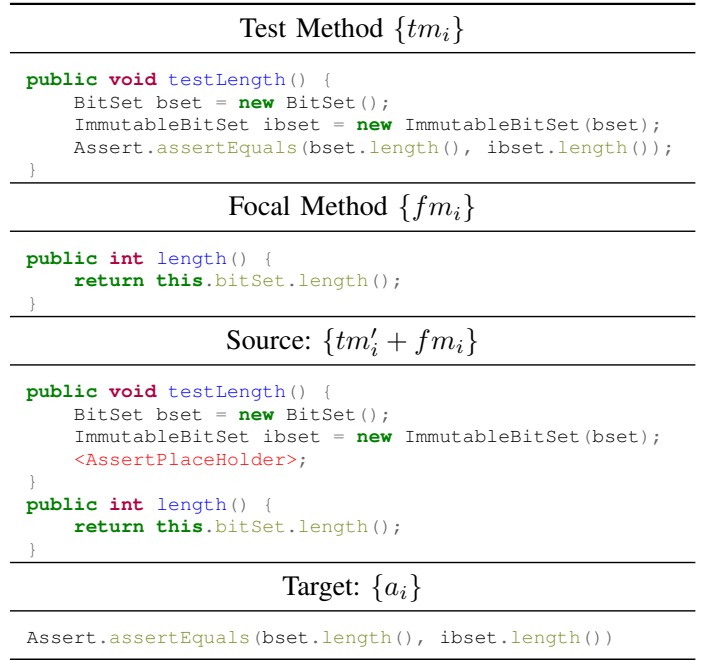 Test Method {tm_i}
public void testLength() {
    BitSet bset = new BitSet();
    ImmutableBitSet ibset = new ImmutableBitSet(bset);
    Assert.assertEquals(bset.length(), ibset.length());
}
Focal Method {fm_i}
public int length() {
    return this.bitSet.length();
}
Source: {tm'_i + fm_i}
public void testLength() {
    BitSet bset = new BitSet();
    ImmutableBitSet ibset = new ImmutableBitSet(bset);
    <AssertPlaceHolder>;
}
public int length() {
    return this.bitSet.length();
}
Target: {a_i}
Assert.assertEquals(bset.length(), ibset.length())